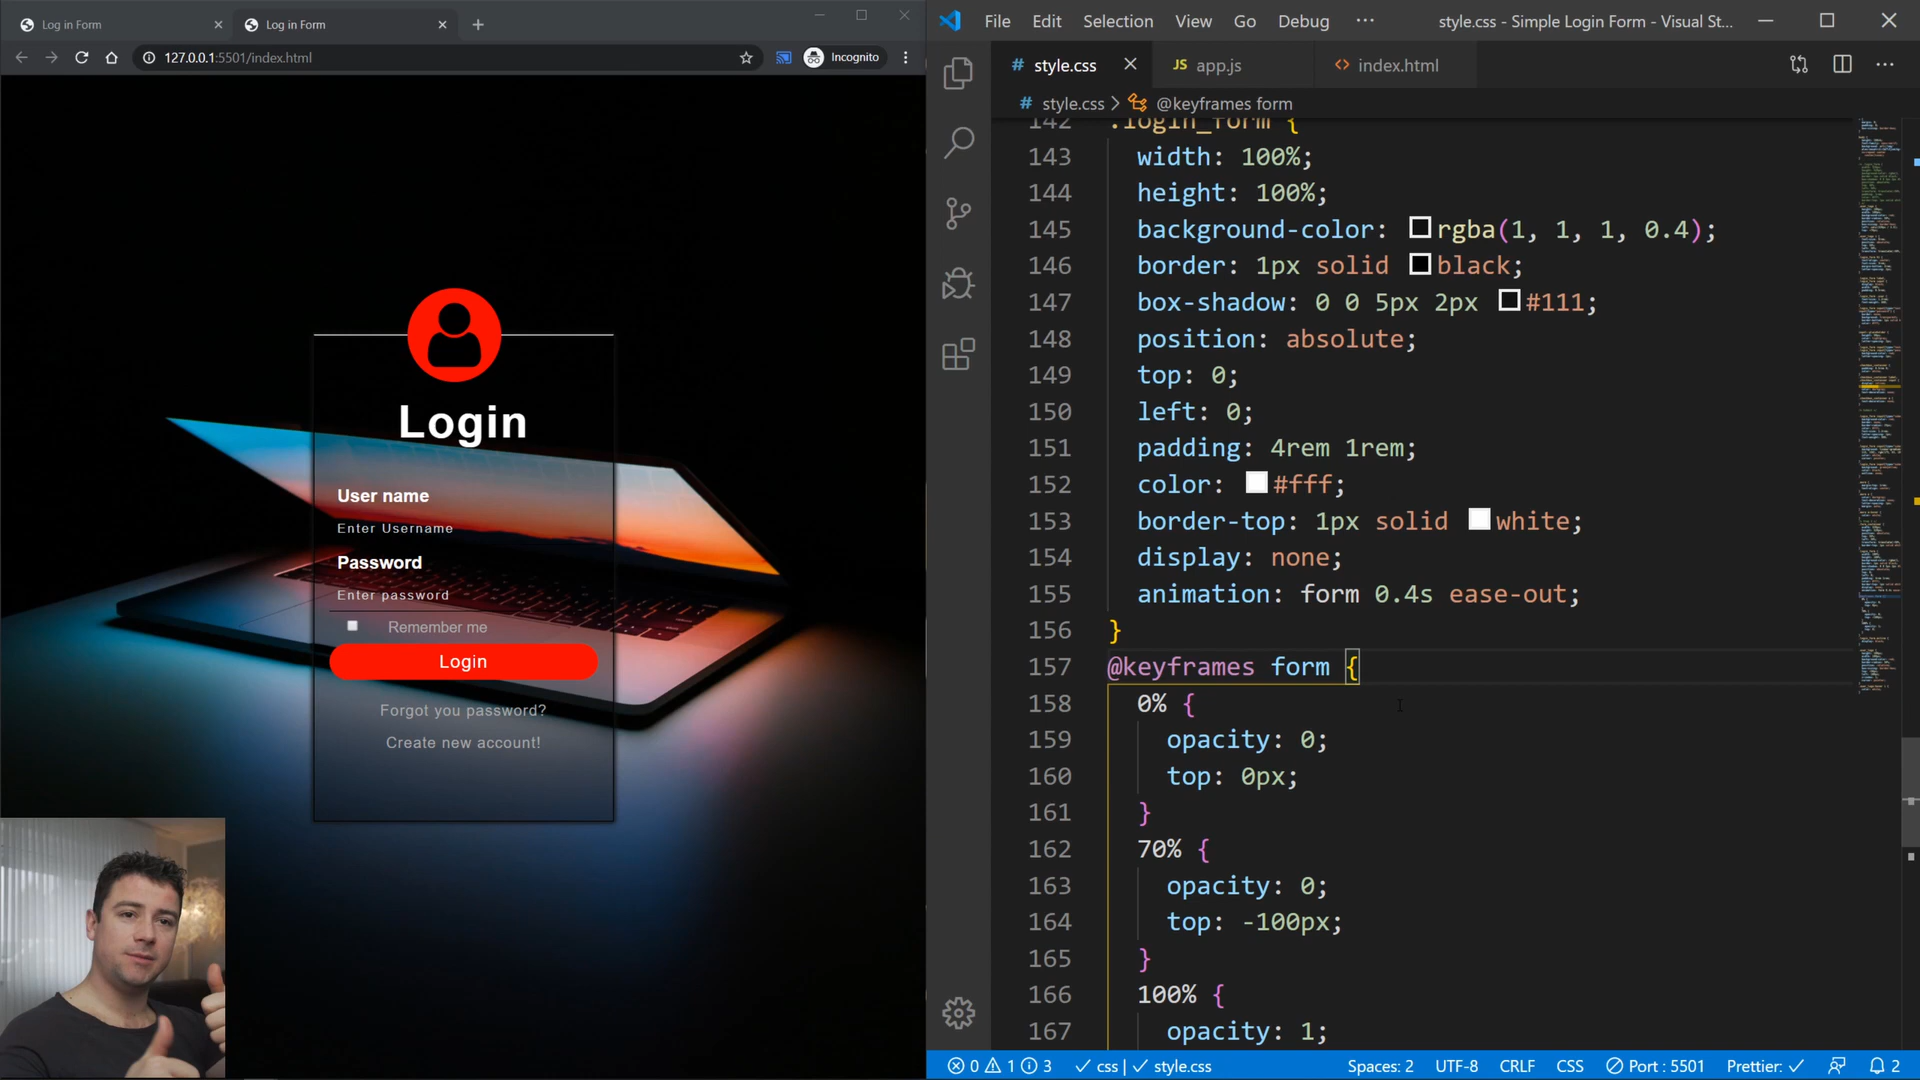 Log in Form
Log in Form
127.0.0.1:5501/index.html
Incognito
Login
User name
Enter Username
Password
Enter password
Remember me
Login
Forgot you password?
Create new account!
File Edit Selection View Go Debug ··· style.css - Simple Login Form - Visual St...
# style.css JS app.js <> index.html
# style.css > @keyframes form
142 .login_form {
143 width: 100%;
144 height: 100%;
145 background-color: rgba(1, 1, 1, 0.4);
146 border: 1px solid black;
147 box-shadow: 0 0 5px 2px #111;
148 position: absolute;
149 top: 0;
150 left: 0;
151 padding: 4rem 1rem;
152 color: #fff;
153 border-top: 1px solid white;
154 display: none;
155 animation: form 0.4s ease-out;
156 }
157 @keyframes form {
158 0% {
159 opacity: 0;
160 top: 0px;
161 }
162 70% {
163 opacity: 0;
164 top: -100px;
165 }
166 100% {
167 opacity: 1;
0 1 3 ✓ css | ✓ style.css Spaces: 2 UTF-8 CRLF CSS Port : 5501 Prettier: ✓ 2